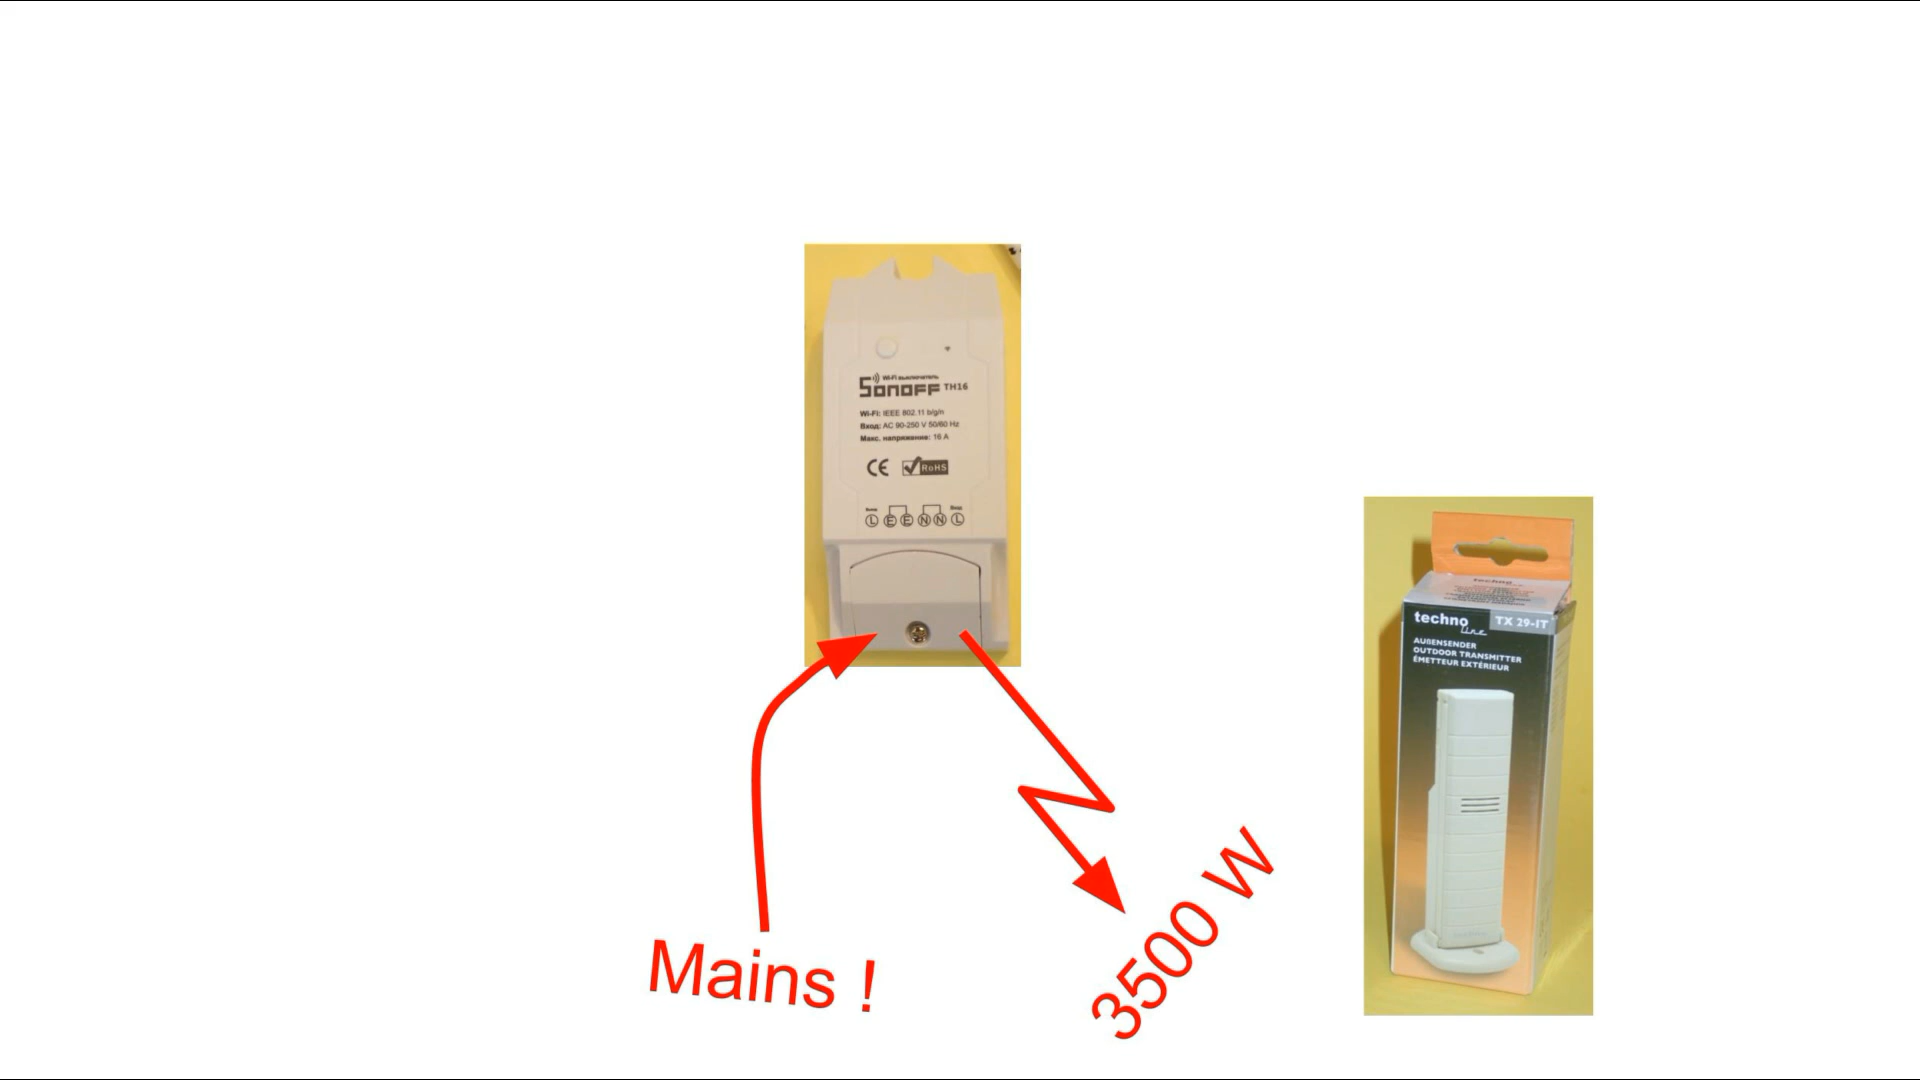 Wi-Fi выключатель
SONOFF TH16
Wi-Fi: IEEE 802.11 b/g/n
Вход: AC 90-250 V 50/60 Hz
Макс. напряжение: 16 A
CE RoHS
L E E N N L
techno
techno line TX 29-IT
AUßENSENDER
OUTDOOR TRANSMITTER
ÉMETTEUR EXTÉRIEUR
Mains !
3500 W